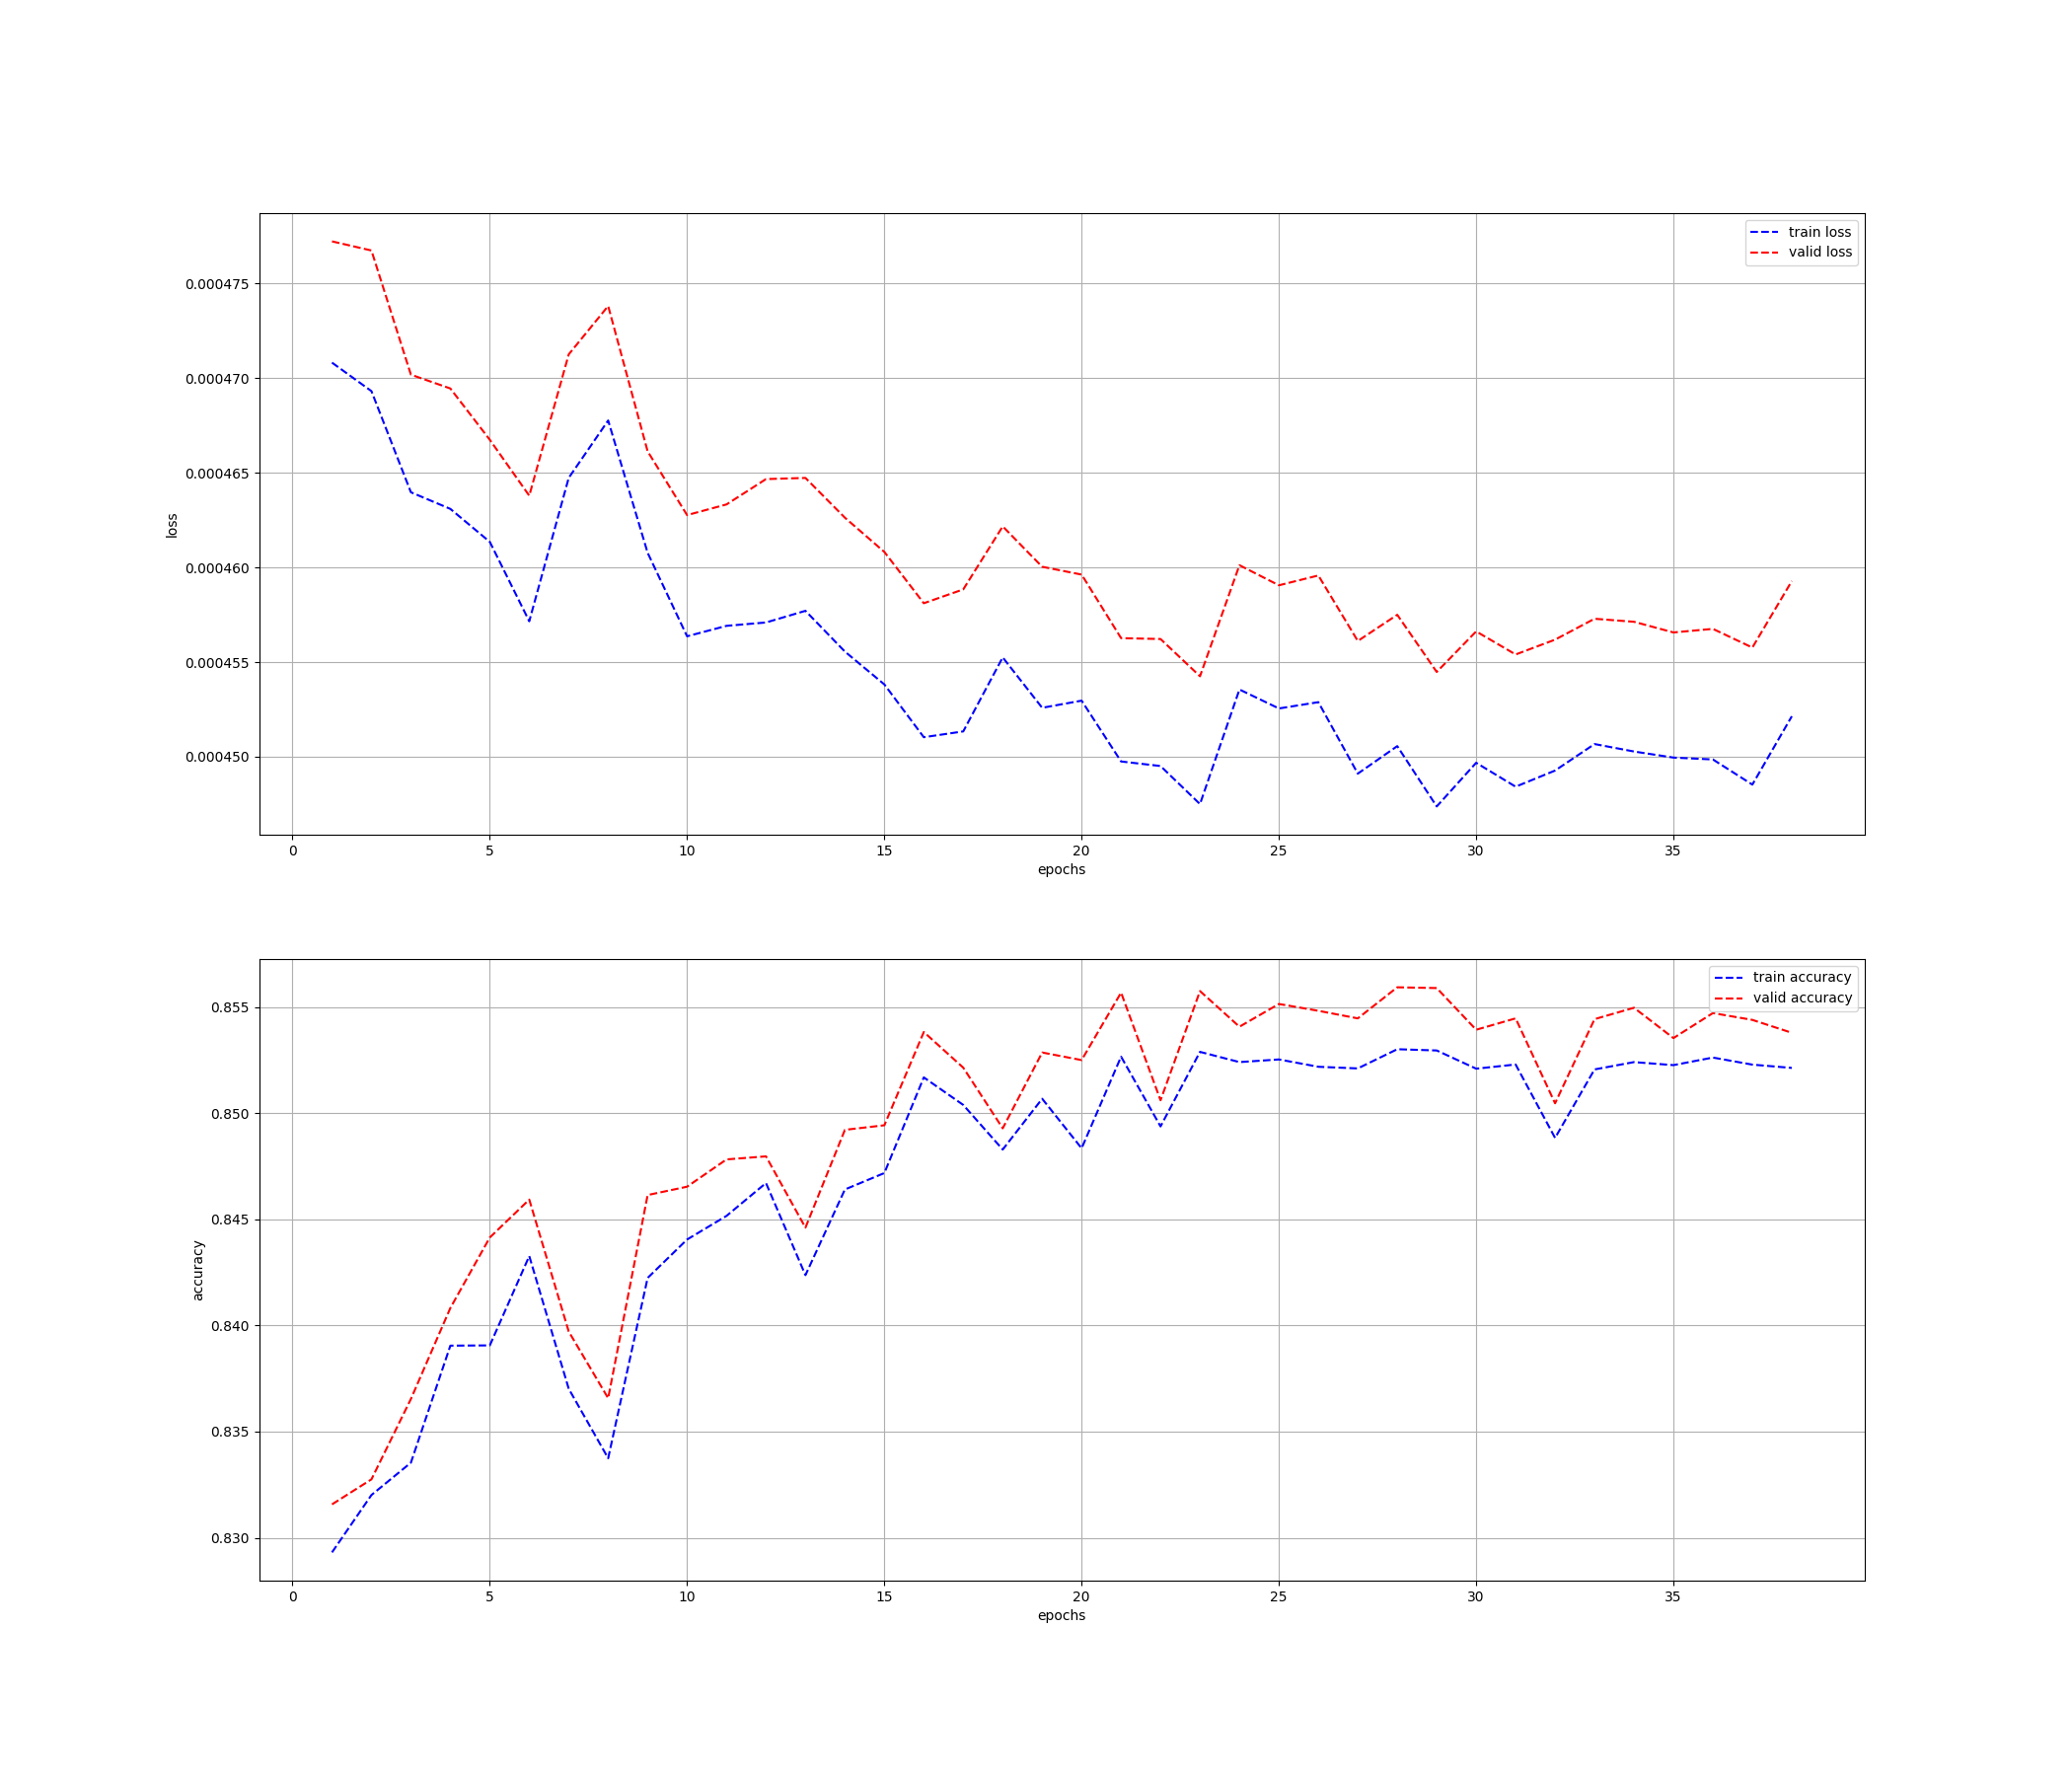 train loss
valid loss
0.000475
0.000470
0.000465
0.000460
0.000455
0.000450
loss
0 5 10 15 20 25 30 35
epochs
train accuracy
valid accuracy
0.855
0.850
0.845
0.840
0.835
0.830
accuracy
0 5 10 15 20 25 30 35
epochs